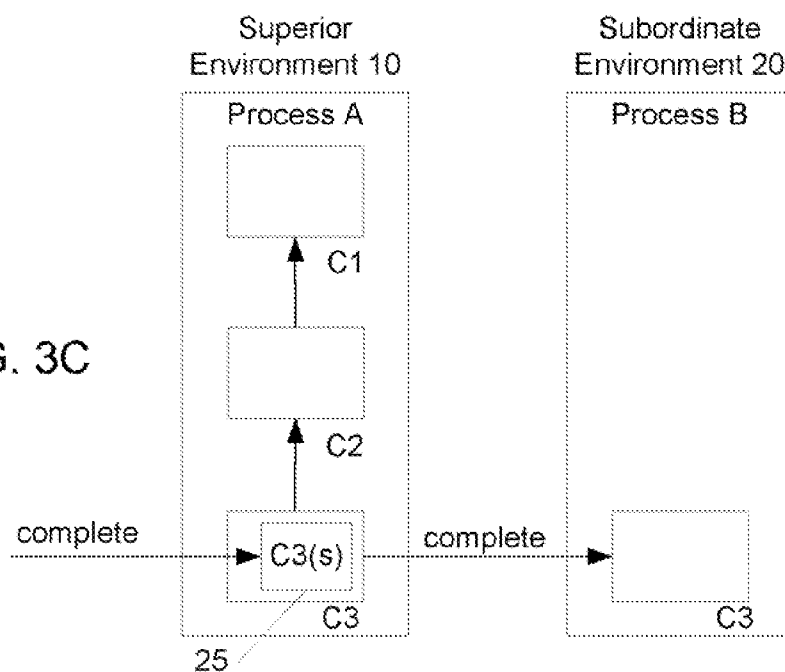 Superior
Environment 10
Subordinate
Environment 20
Process A
Process B
C1
G. 3C
C2
complete
C3(s)
complete
C3
C3
25